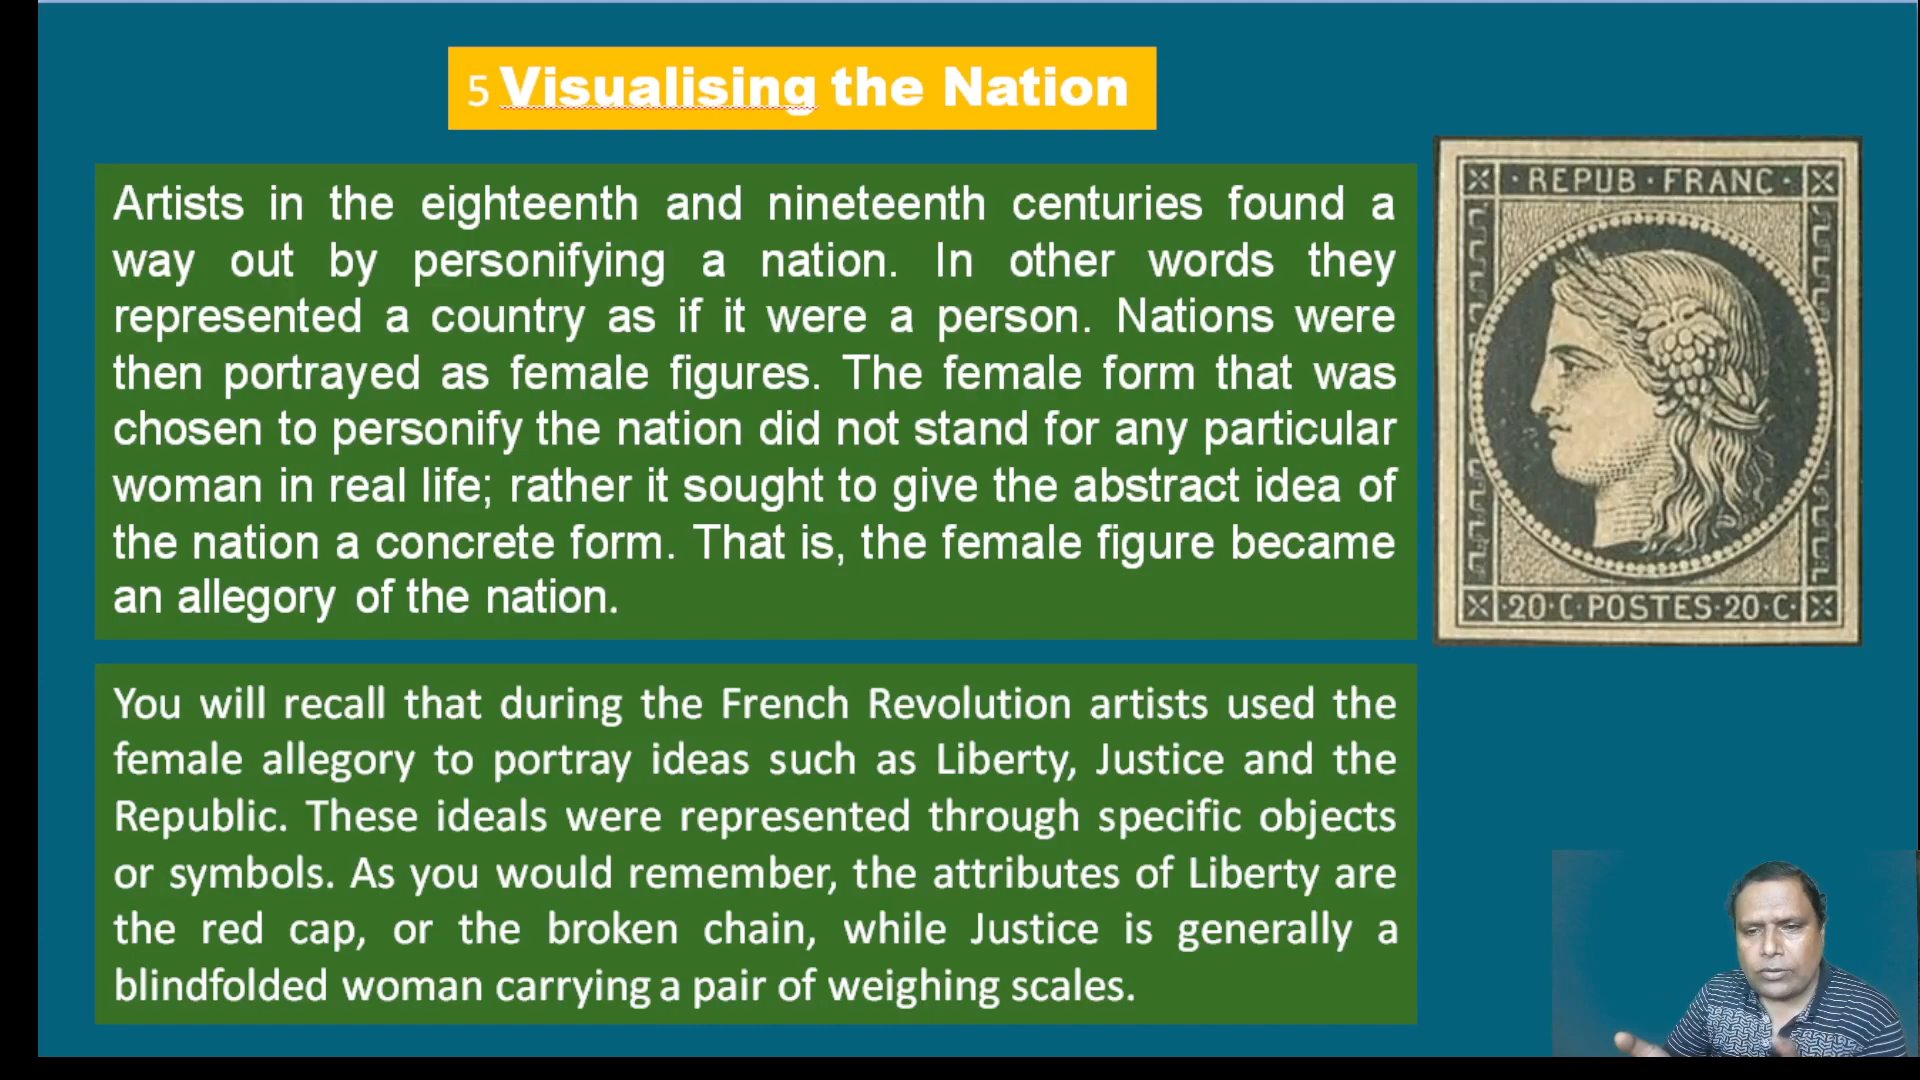 5 Visualising the Nation
Artists in the eighteenth and nineteenth centuries found a
way out by personifying a nation. In other words they
represented a country as if it were a person. Nations were
then portrayed as female figures. The female form that was
chosen to personify the nation did not stand for any particular
woman in real life; rather it sought to give the abstract idea of
the nation a concrete form. That is, the female figure became
an allegory of the nation.
REPUB · FRANC ·
20 · C · POSTES · 20 · C ·
You will recall that during the French Revolution artists used the
female allegory to portray ideas such as Liberty, Justice and the
Republic. These ideals were represented through specific objects
or symbols. As you would remember, the attributes of Liberty are
the red cap, or the broken chain, while Justice is generally a
blindfolded woman carrying a pair of weighing scales.